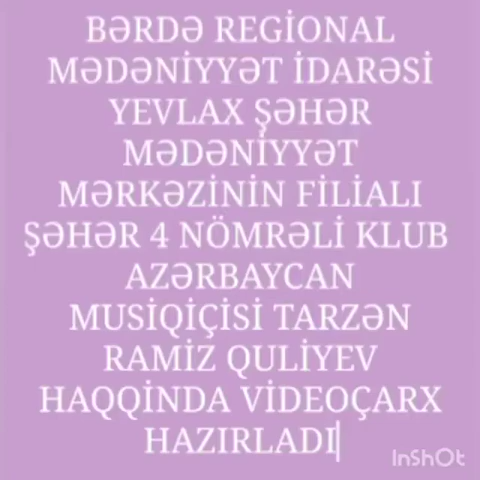 BƏRDƏ REGİONAL
MƏDƏNİYYƏT İDARƏSİ
YEVLAX ŞƏHƏR
MƏDƏNİYYƏT
MƏRKƏZİNİN FİLİALI
ŞƏHƏR 4 NÖMRƏLİ KLUB
AZƏRBAYCAN
MUSİQİÇİSİ TARZƏN
RAMİZ QULİYEV
HAQQİNDA VİDEOÇARX
HAZIRLADI
InShOt